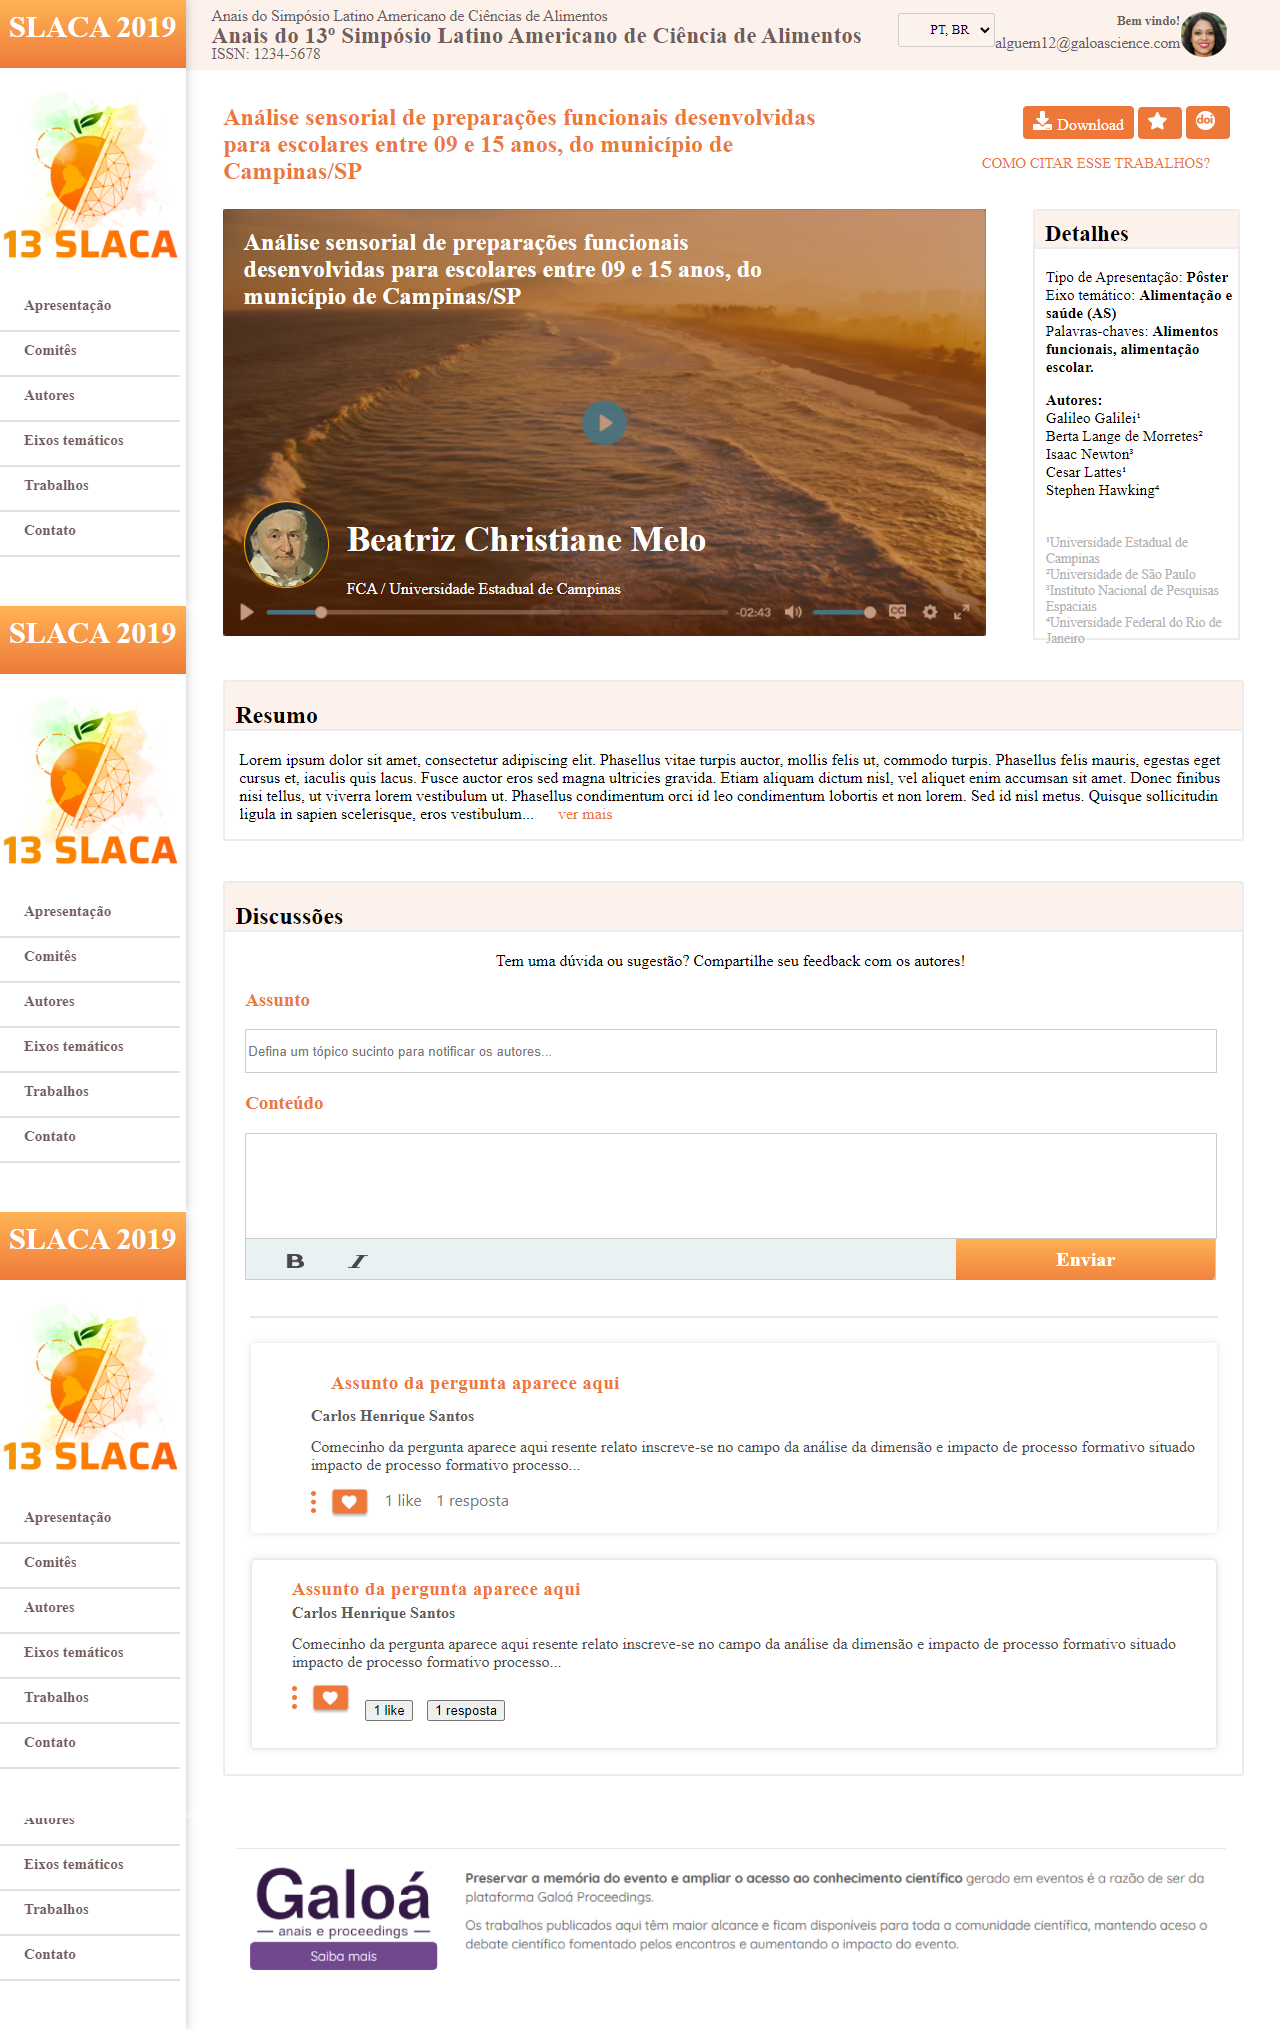 SLACA 2019
13 SLACA
Apresentação
Comitês
Autores
Eixos temáticos
Trabalhos
Contato
SLACA 2019
13 SLACA
Apresentação
Comitês
Autores
Eixos temáticos
Trabalhos
Contato
SLACA 2019
13 SLACA
Apresentação
Comitês
Autores
Eixos temáticos
Trabalhos
Contato
Autores
Eixos temáticos
Trabalhos
Contato
Anais do Simpósio Latino Americano de Ciências de Alimentos
Anais do 13º Simpósio Latino Americano de Ciência de Alimentos
ISSN: 1234-5678
PT, BR
Bem vindo!
alguem12@galoascience.com
Análise sensorial de preparações funcionais desenvolvidas
para escolares entre 09 e 15 anos, do município de
Campinas/SP
Download
doi
COMO CITAR ESSE TRABALHOS?
Análise sensorial de preparações funcionais
desenvolvidas para escolares entre 09 e 15 anos, do
município de Campinas/SP
Beatriz Christiane Melo
FCA / Universidade Estadual de Campinas
-02:43
CC
Detalhes
Tipo de Apresentação: Pôster
Eixo temático: Alimentação e
saúde (AS)
Palavras-chaves: Alimentos
funcionais, alimentação
escolar.
Autores:
Galileo Galilei¹
Berta Lange de Morretes²
Isaac Newton³
Cesar Lattes¹
Stephen Hawking⁴
¹Universidade Estadual de
Campinas
²Universidade de São Paulo
³Instituto Nacional de Pesquisas
Espaciais
⁴Universidade Federal do Rio de
Janeiro
Resumo
Lorem ipsum dolor sit amet, consectetur adipiscing elit. Phasellus vitae turpis auctor, mollis felis ut, commodo turpis. Phasellus felis mauris, egestas eget
cursus et, iaculis quis lacus. Fusce auctor eros sed magna ultricies gravida. Etiam aliquam dictum nisl, vel aliquet enim accumsan sit amet. Donec finibus
nisi tellus, ut viverra lorem vestibulum ut. Phasellus condimentum orci id leo condimentum lobortis et non lorem. Sed id nisl metus. Quisque sollicitudin
ligula in sapien scelerisque, eros vestibulum... ver mais
Discussões
Tem uma dúvida ou sugestão? Compartilhe seu feedback com os autores!
Assunto
Defina um tópico sucinto para notificar os autores...
Conteúdo
B I
Enviar
Assunto da pergunta aparece aqui
Carlos Henrique Santos
Comecinho da pergunta aparece aqui resente relato inscreve-se no campo da análise da dimensão e impacto de processo formativo situado
impacto de processo formativo processo...
1 like 1 resposta
Assunto da pergunta aparece aqui
Carlos Henrique Santos
Comecinho da pergunta aparece aqui resente relato inscreve-se no campo da análise da dimensão e impacto de processo formativo situado
impacto de processo formativo processo...
1 like 1 resposta
Galoá
anais e proceedings
Saiba mais
Preservar a memória do evento e ampliar o acesso ao conhecimento científico gerado em eventos é a razão de ser da
plataforma Galoá Proceedings.
Os trabalhos publicados aqui têm maior alcance e ficam disponíveis para toda a comunidade científica, mantendo aceso o
debate científico fomentado pelos encontros e aumentando o impacto do evento.